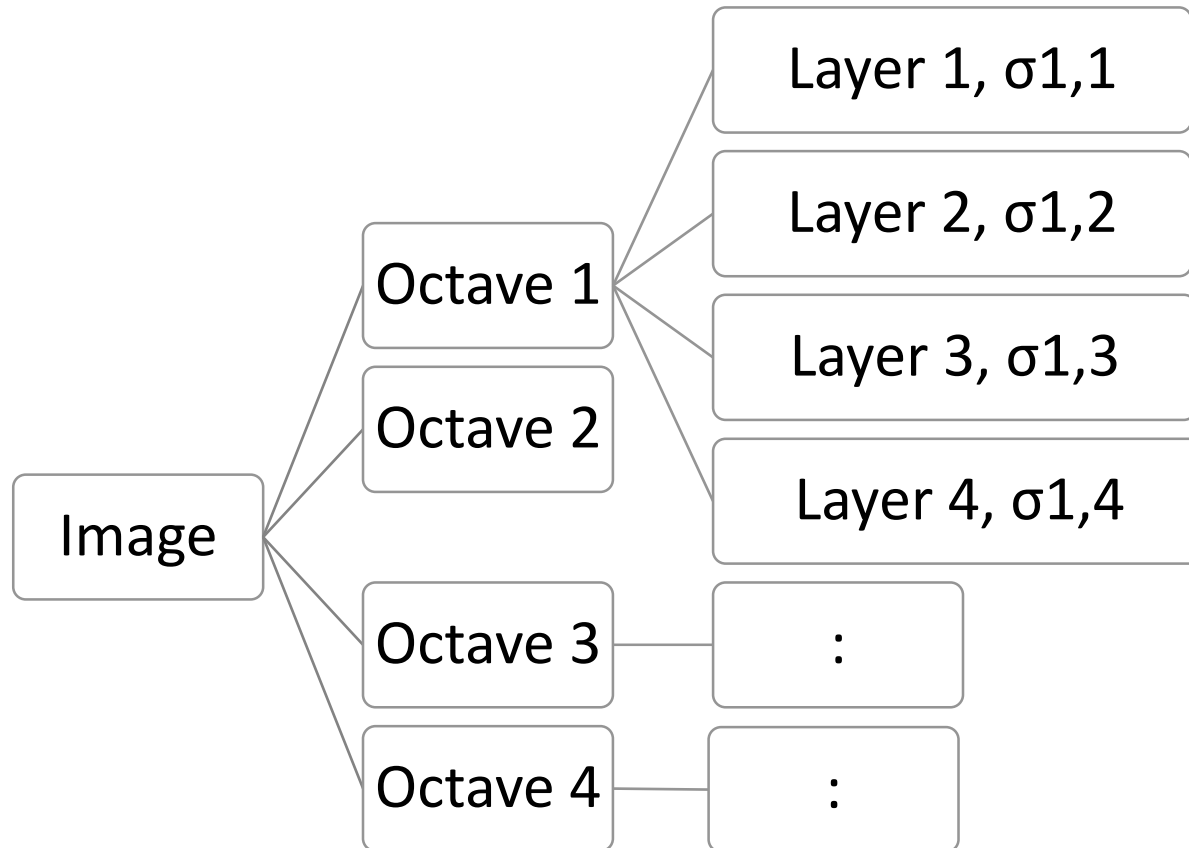 Image
Octave 1
Layer 1, σ1,1
Layer 2, σ1,2
Layer 3, σ1,3
Layer 4, σ1,4
Octave 2
Octave 3
:
Octave 4
: